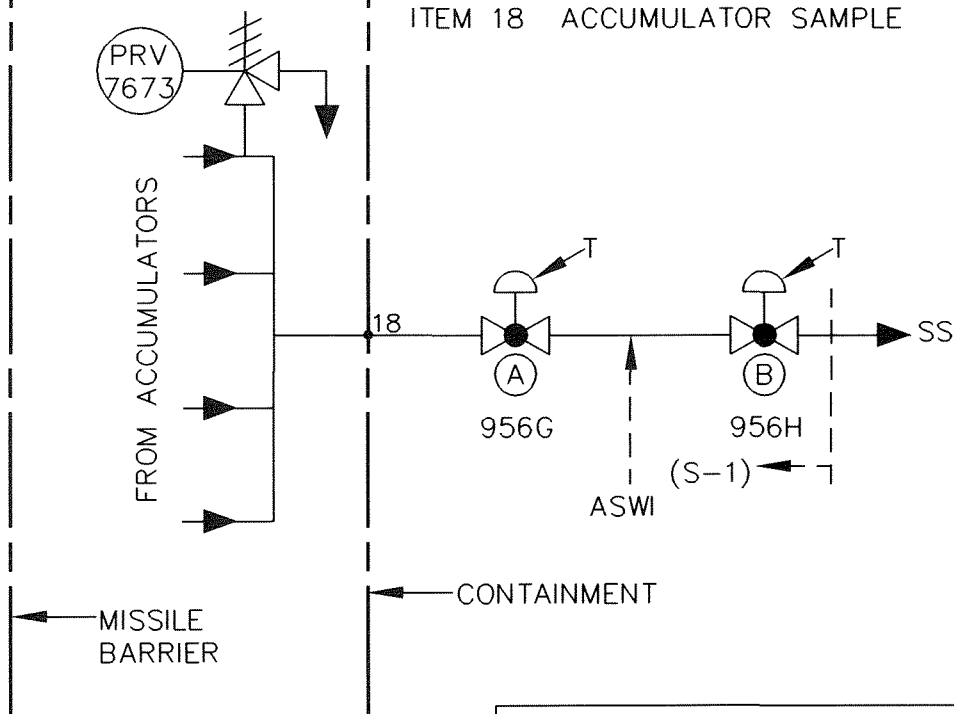 ITEM 18 ACCUMULATOR SAMPLE
PRV
7673
FROM ACCUMULATORS
18
T
T
SS
A
B
956G
956H
(S-1)
ASWI
CONTAINMENT
MISSILE
BARRIER